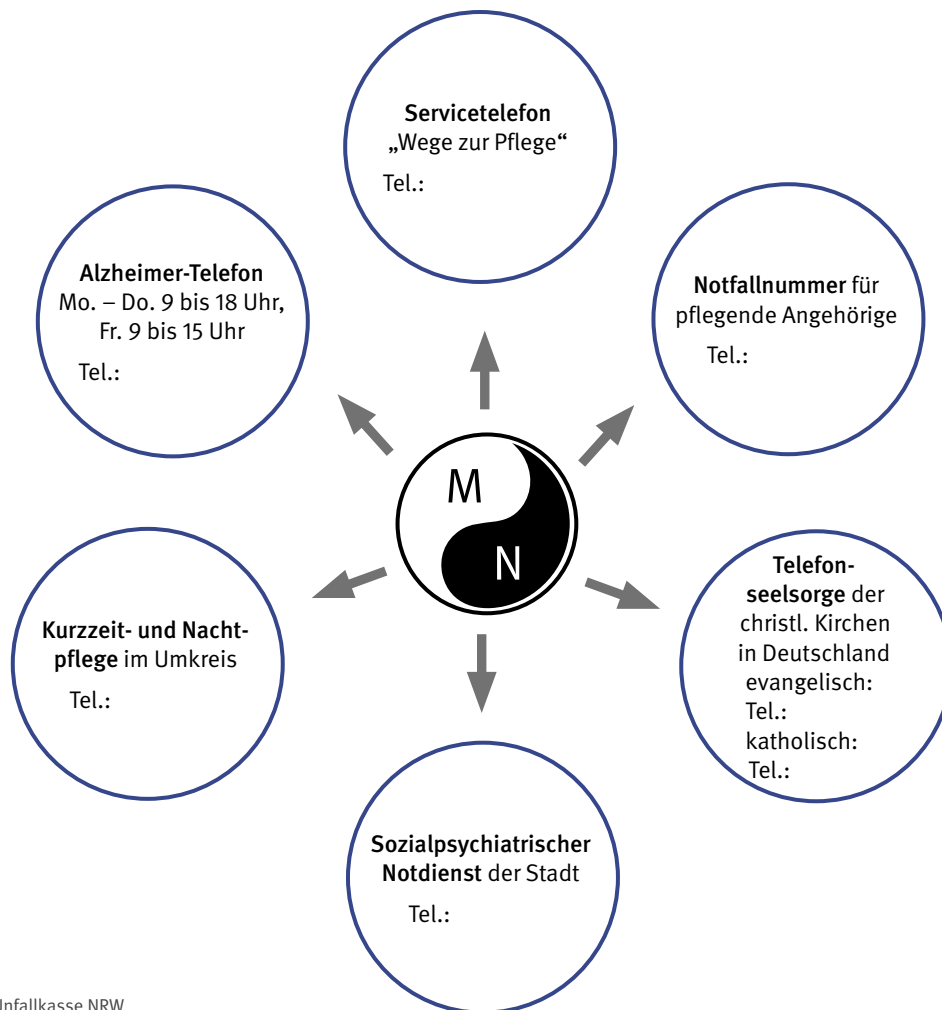 Servicetelefon
„Wege zur Pflege“
Tel.:
Alzheimer-Telefon
Mo. – Do. 9 bis 18 Uhr,
Fr. 9 bis 15 Uhr
Tel.:
Notfallnummer für
pflegende Angehörige
Tel.:
M
N
Kurzzeit- und Nacht-
pflege im Umkreis
Tel.:
Telefon-
seelsorge der
christl. Kirchen
in Deutschland
evangelisch:
Tel.:
katholisch:
Tel.:
Sozialpsychiatrischer
Notdienst der Stadt
Tel.:
nfallkasse NRW